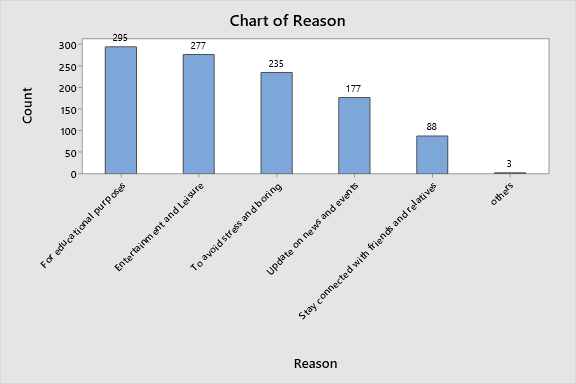 Chart of Reason
Count
300
250
200
150
100
50
0
295
277
235
177
88
3
For educational purposes
Entertainment and Leisure
To avoid stress and boring
Update on news and events
Stay connected with friends and relatives
others
Reason